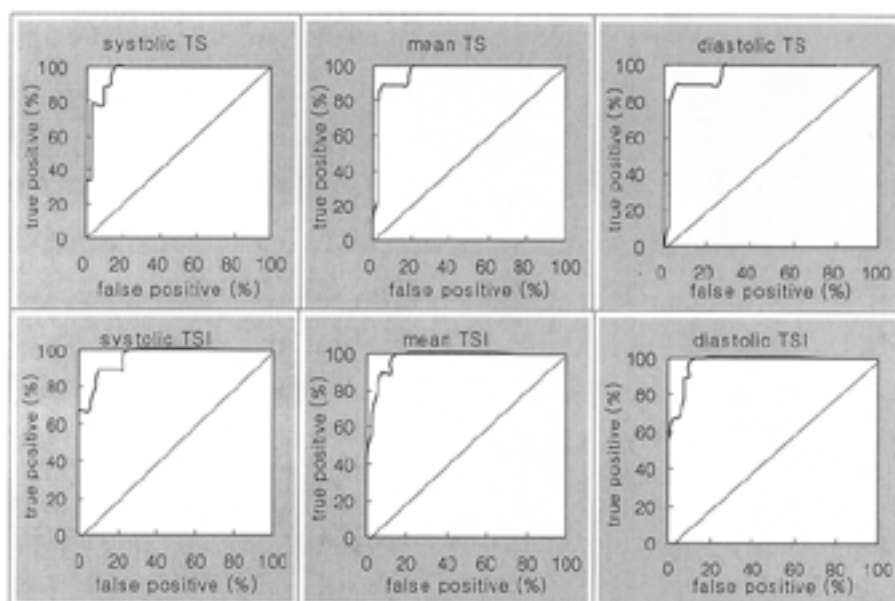 systolic TS
true positive (%)
100
80
60
40
20
0
0 20 40 60 80 100
false positive (%)
mean TS
true positive (%)
100
80
60
40
20
0
0 20 40 60 80 100
false positive (%)
diastolic TS
true positive (%)
100
80
60
40
20
0
0 20 40 60 80 100
false positive (%)
systolic TSI
true positive (%)
100
80
60
40
20
0
0 20 40 60 80 100
false positive (%)
mean TSI
true positive (%)
100
80
60
40
20
0
0 20 40 60 80 100
false positive (%)
diastolic TSI
true positive (%)
100
80
60
40
20
0
0 20 40 60 80 100
false positive (%)